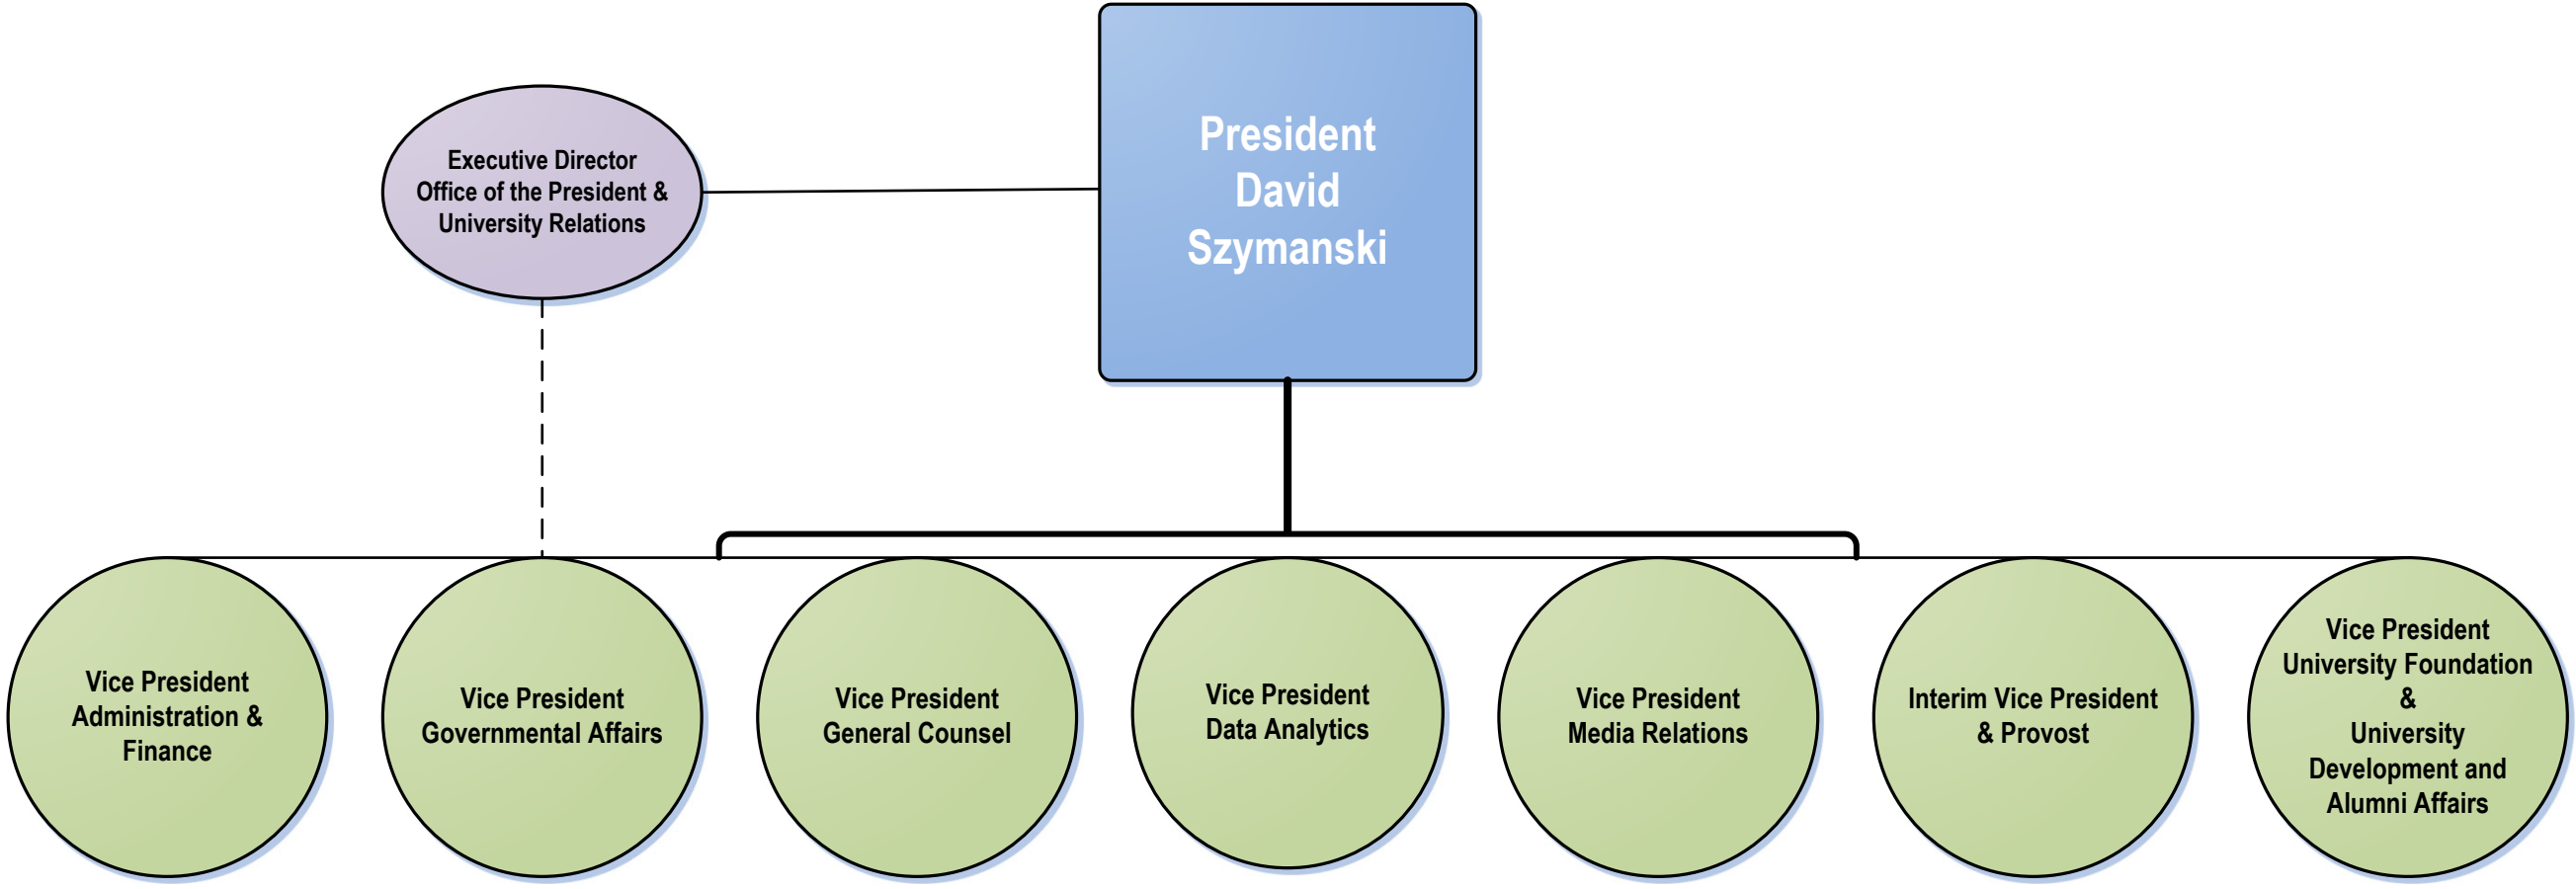 President
David
Szymanski
Executive Director
Office of the President &
University Relations
Vice President
Administration &
Finance
Vice President
Governmental Affairs
Vice President
General Counsel
Vice President
Data Analytics
Vice President
Media Relations
Interim Vice President
& Provost
Vice President
University Foundation
&
University
Development and
Alumni Affairs